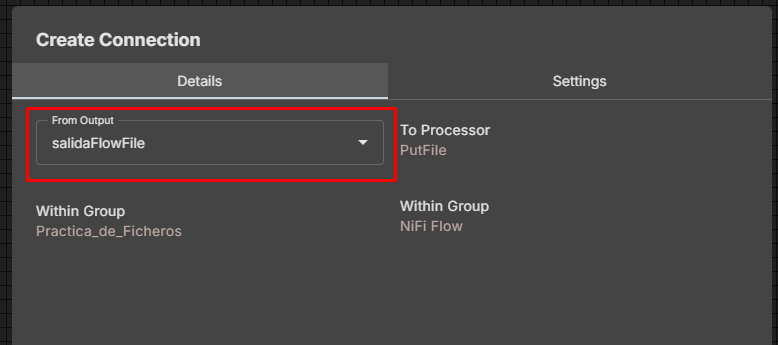 Create Connection
Details
Settings
From Output
salidaFlowFile
To Processor
PutFile
Within Group
Practica_de_Ficheros
Within Group
NiFi Flow